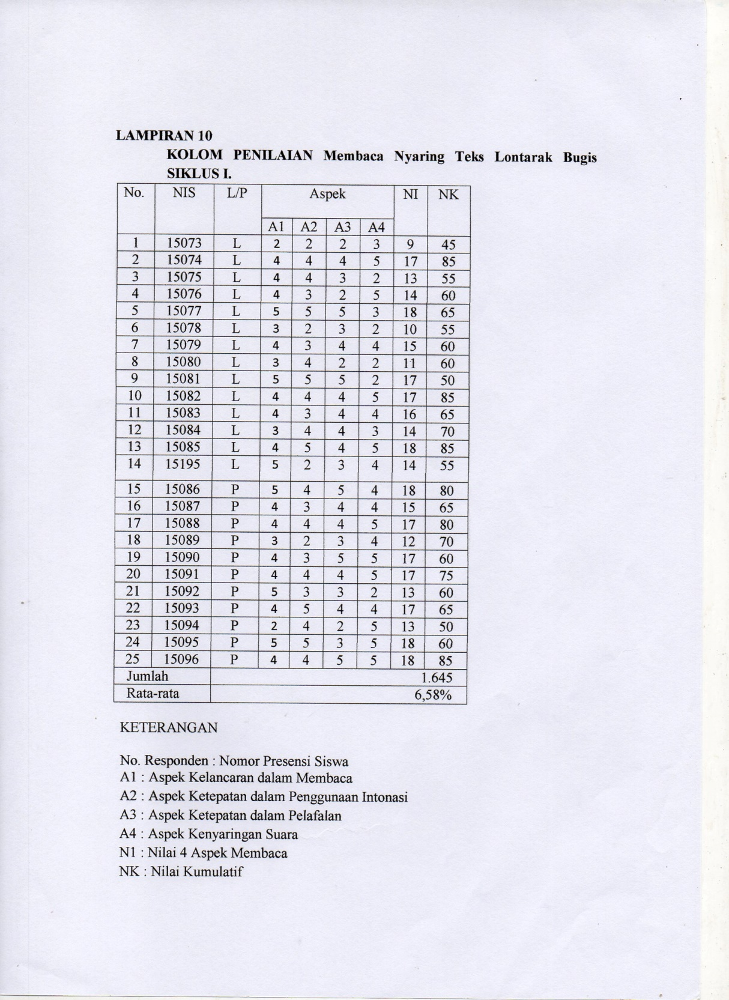 LAMPIRAN 10
KOLOM PENILAIAN Membaca Nyaring Teks Lontarak Bugis
SIKLUS I.
No. NIS L/P Aspek NI NK
A1 A2 A3 A4
1 15073 L 2 2 2 3 9 45
2 15074 L 4 4 4 5 17 85
3 15075 L 4 4 3 2 13 55
4 15076 L 4 3 2 5 14 60
5 15077 L 5 5 5 3 18 65
6 15078 L 3 2 3 2 10 55
7 15079 L 4 3 4 4 15 60
8 15080 L 3 4 2 2 11 60
9 15081 L 5 5 5 2 17 50
10 15082 L 4 4 4 5 17 85
11 15083 L 4 3 4 4 16 65
12 15084 L 3 4 4 3 14 70
13 15085 L 4 5 4 5 18 85
14 15195 L 5 2 3 4 14 55
15 15086 P 5 4 5 4 18 80
16 15087 P 4 3 4 4 15 65
17 15088 P 4 4 4 5 17 80
18 15089 P 3 2 3 4 12 70
19 15090 P 4 3 5 5 17 60
20 15091 P 4 4 4 5 17 75
21 15092 P 5 3 3 2 13 60
22 15093 P 4 5 4 4 17 65
23 15094 P 2 4 2 5 13 50
24 15095 P 5 5 3 5 18 60
25 15096 P 4 4 5 5 18 85
Jumlah 1.645
Rata-rata 6,58%
KETERANGAN
No. Responden : Nomor Presensi Siswa
A1 : Aspek Kelancaran dalam Membaca
A2 : Aspek Ketepatan dalam Penggunaan Intonasi
A3 : Aspek Ketepatan dalam Pelafalan
A4 : Aspek Kenyaringan Suara
N1 : Nilai 4 Aspek Membaca
NK : Nilai Kumulatif